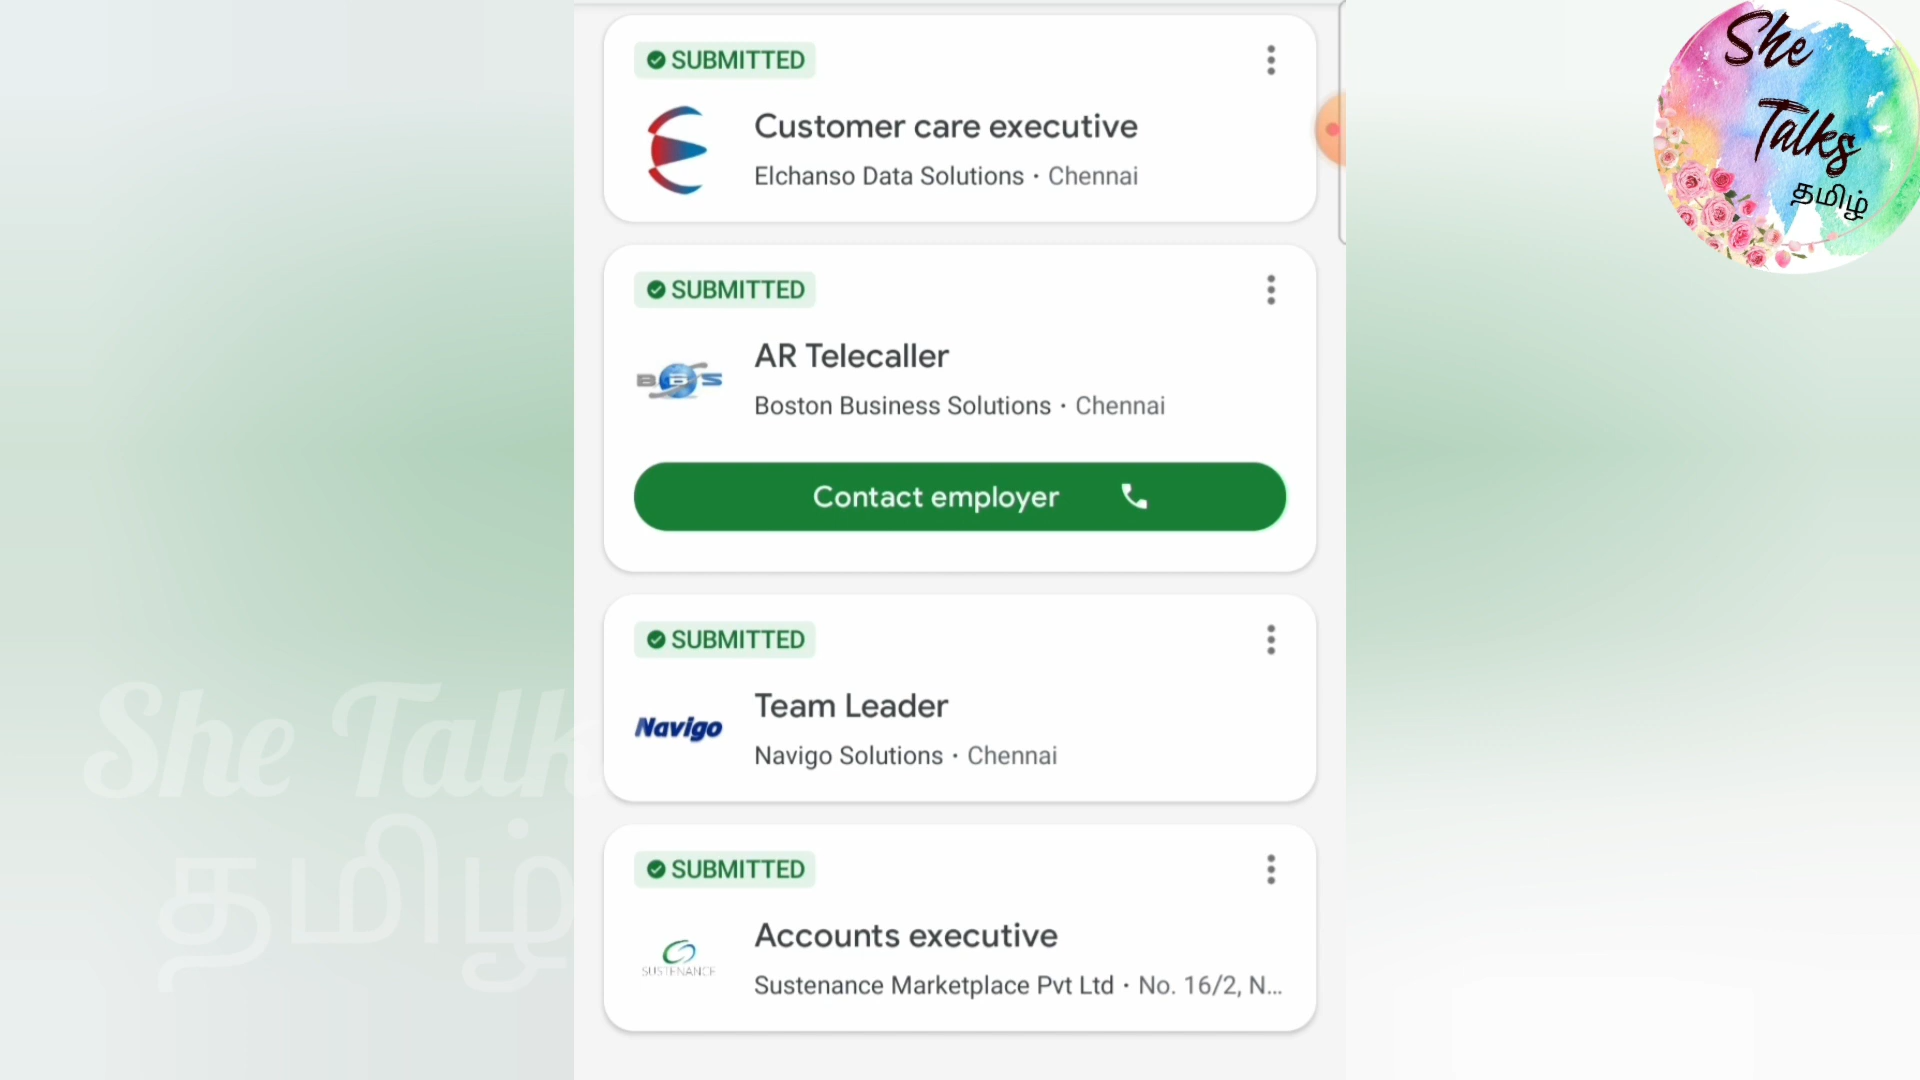 SUBMITTED
Customer care executive
Elchanso Data Solutions · Chennai
SUBMITTED
BBS
AR Telecaller
Boston Business Solutions · Chennai
Contact employer
SUBMITTED
Navigo
Team Leader
Navigo Solutions · Chennai
SUBMITTED
SUSTENANCE
Accounts executive
Sustenance Marketplace Pvt Ltd · No. 16/2, N...
She
Talks
தமிழ்
She Talk
தமிழ்